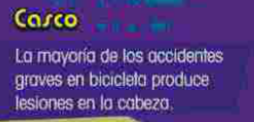 Casco
La mayoría de los accidentes
graves en bicicleta produce
lesiones en la cabeza.